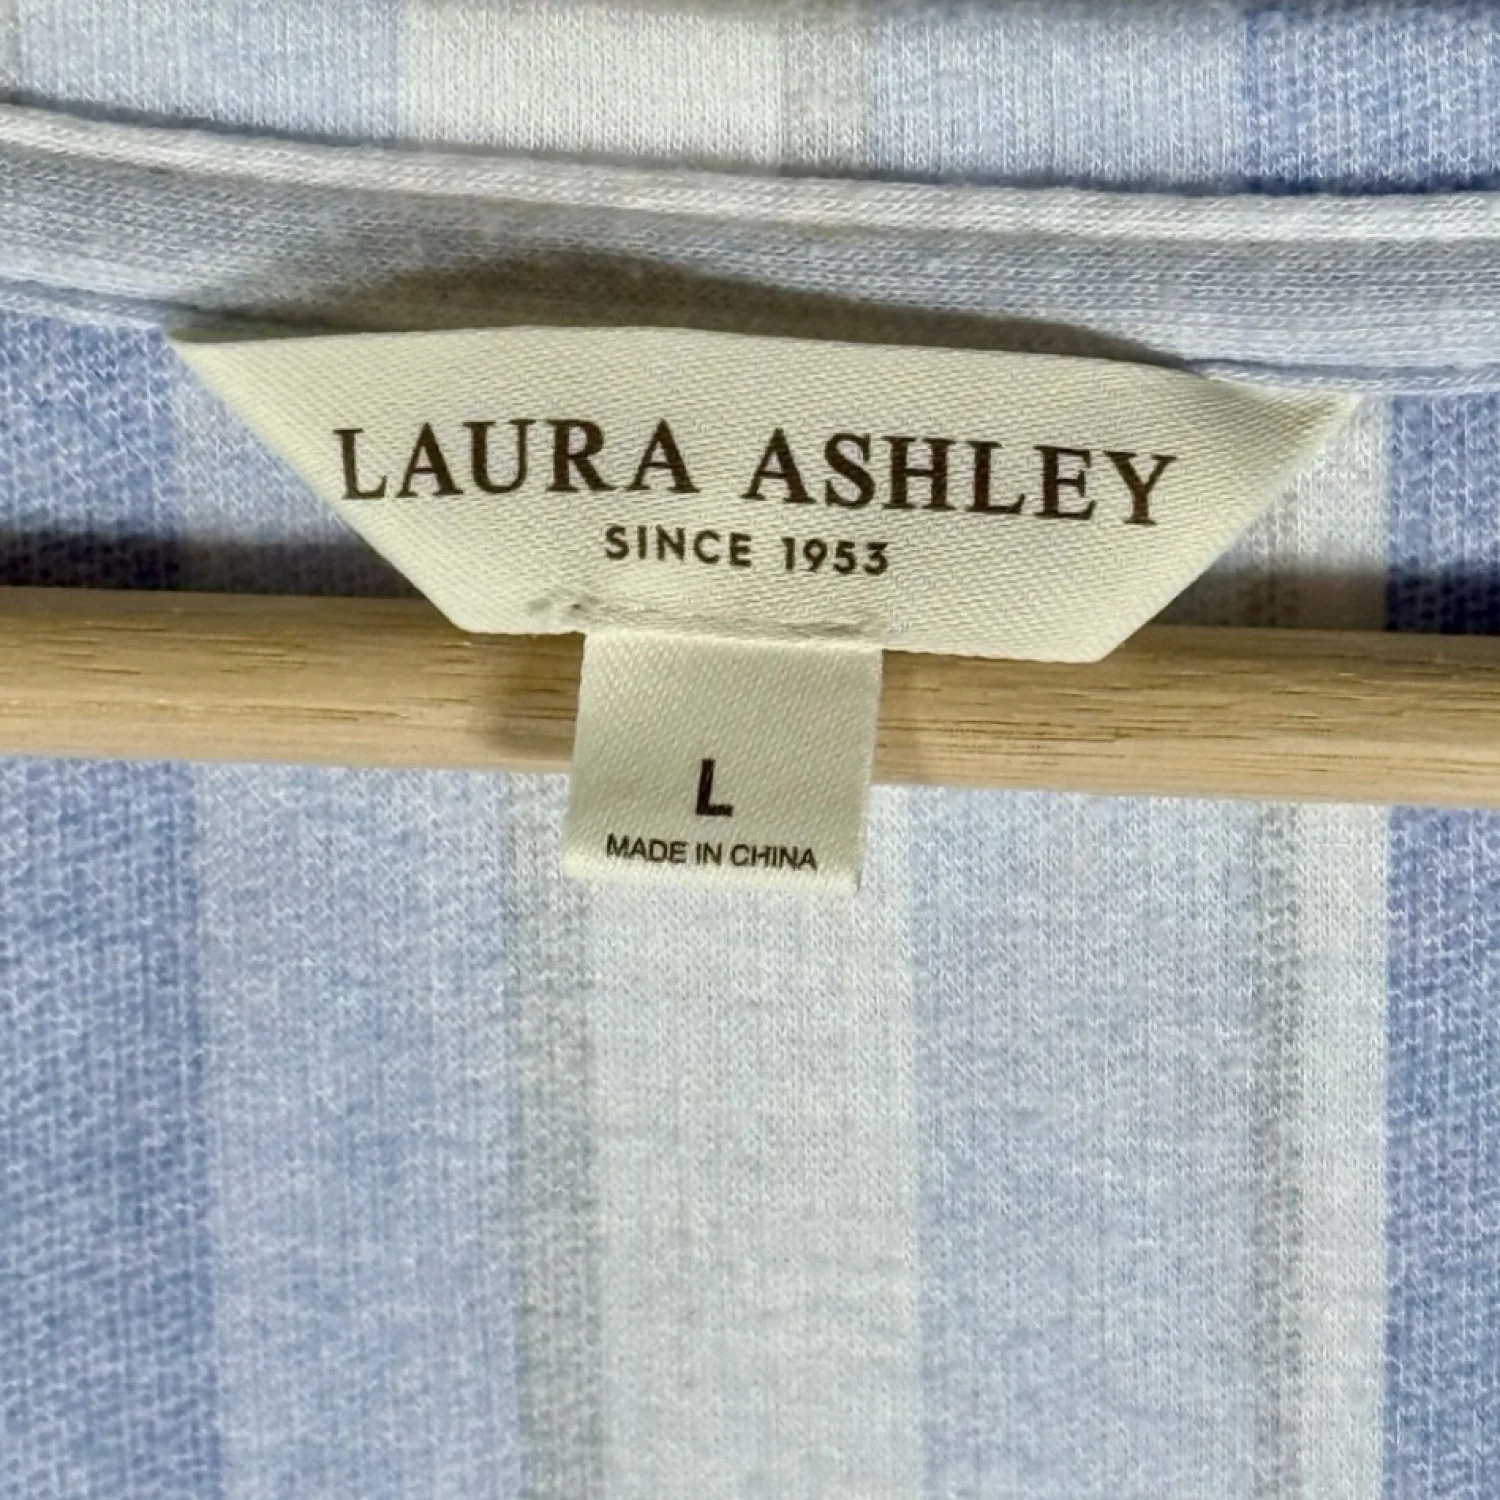 LAURA ASHLEY
SINCE 1953
L
MADE IN CHINA